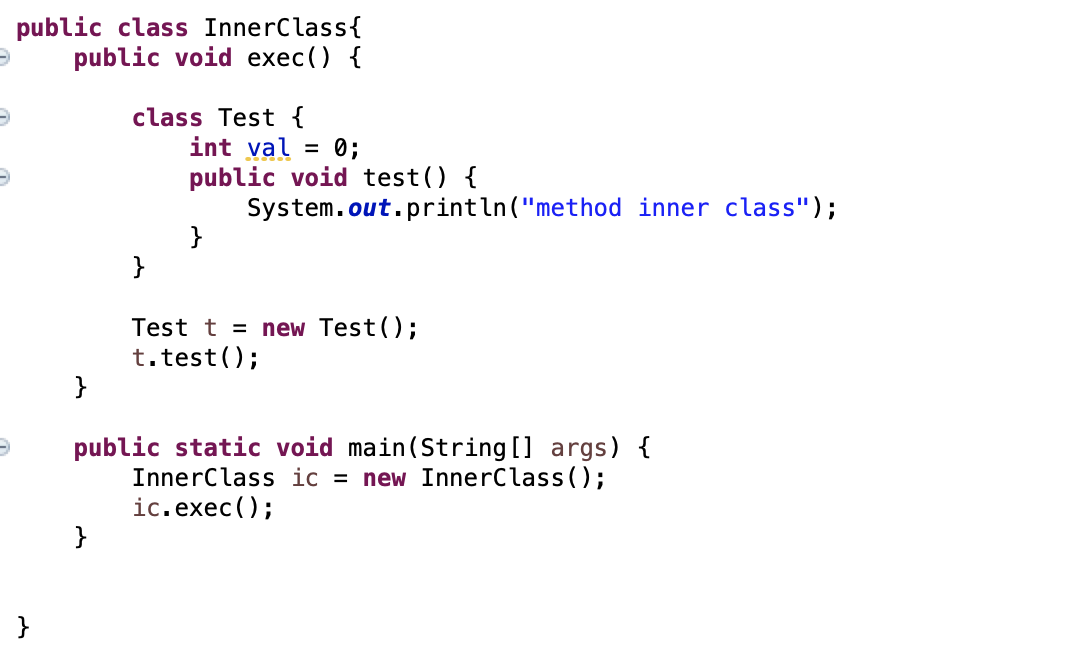 public class InnerClass{
    public void exec() {
        class Test {
            int val = 0;
            public void test() {
                System.out.println("method inner class");
            }
        }
        Test t = new Test();
        t.test();
    }
    public static void main(String[] args) {
        InnerClass ic = new InnerClass();
        ic.exec();
    }
}